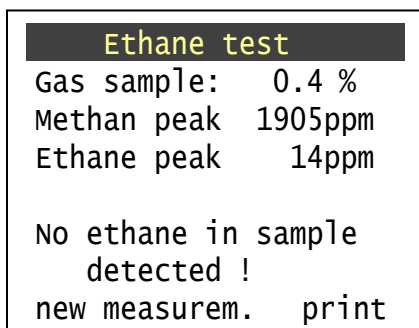 Ethane test
Gas sample: 0.4 %
Methan peak 1905ppm
Ethane peak 14ppm
No ethane in sample
detected !
new measurem. print